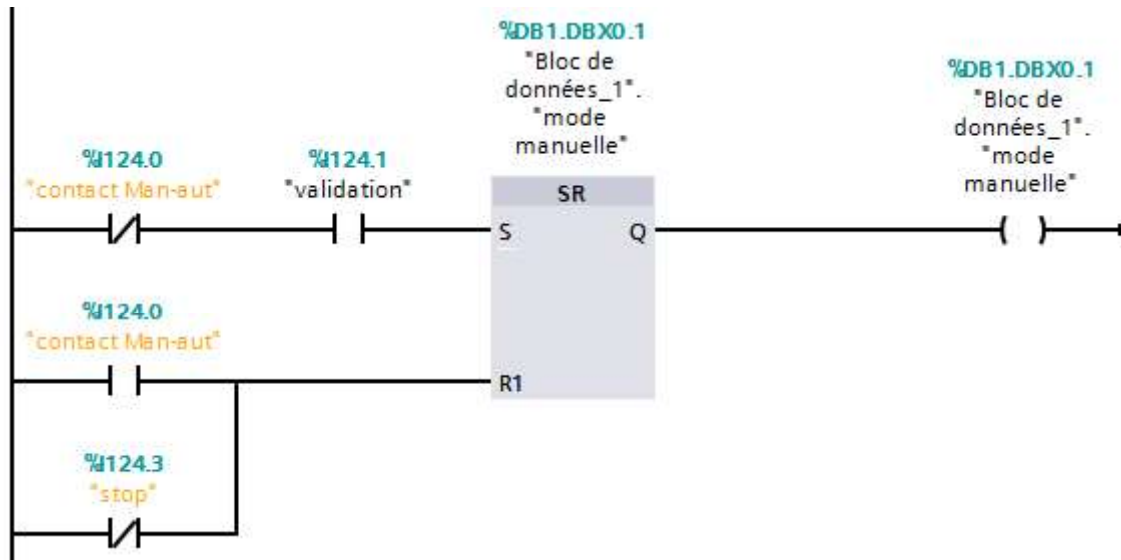 %DB1.DBX0.1
"Bloc de
données_1".
"mode
manuelle"
%DB1.DBX0.1
"Bloc de
données_1".
"mode
manuelle"
%I124.0
"contact Man-aut"
%I124.1
"validation"
SR
S
Q
%I124.0
"contact Man-aut"
R1
%I124.3
"stop"